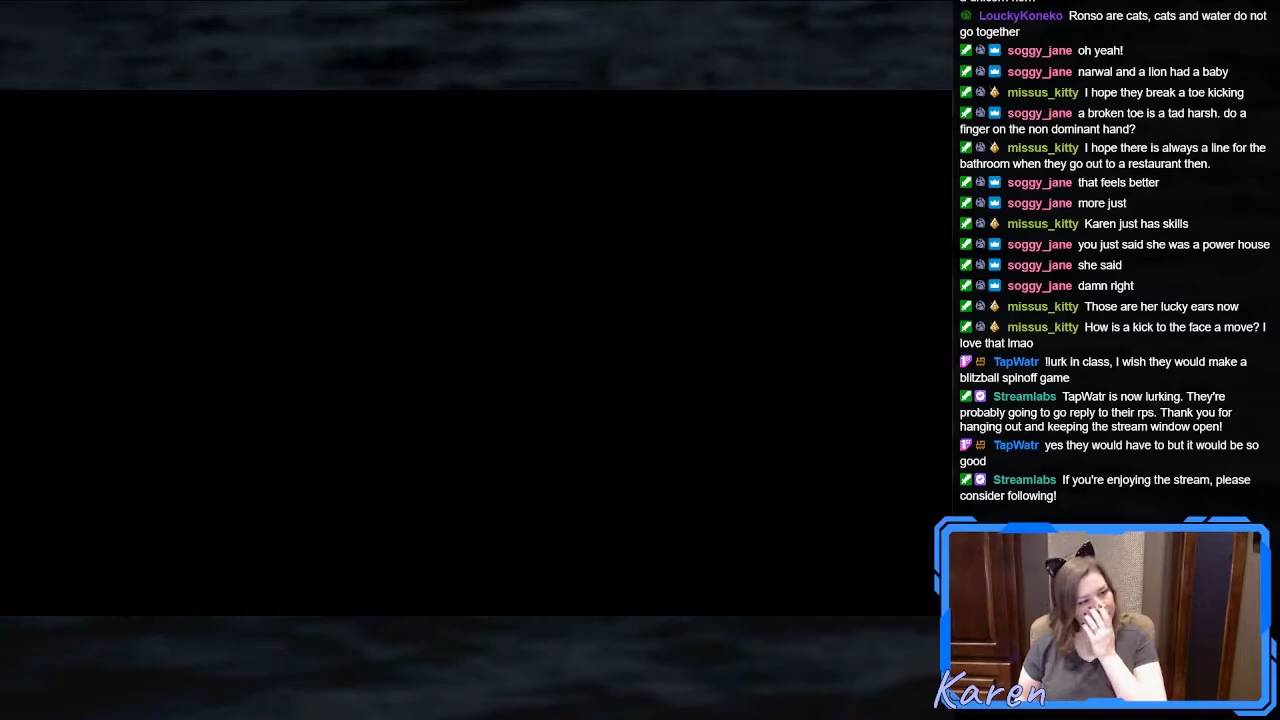 LouckyKoneko Ronso are cats, cats and water do not
go together
soggy_jane oh yeah!
soggy_jane narwal and a lion had a baby
missus_kitty I hope they break a toe kicking
soggy_jane a broken toe is a tad harsh. do a
finger on the non dominant hand?
missus_kitty I hope there is always a line for the
bathroom when they go out to a restaurant then.
soggy_jane that feels better
soggy_jane more just
missus_kitty Karen just has skills
soggy_jane you just said she was a power house
soggy_jane she said
soggy_jane damn right
missus_kitty Those are her lucky ears now
missus_kitty How is a kick to the face a move? I
love that lmao
TapWatr !lurk in class, I wish they would make a
blitzball spinoff game
Streamlabs TapWatr is now lurking. They're
probably going to go reply to their rps. Thank you for
hanging out and keeping the stream window open!
TapWatr yes they would have to but it would be so
good
Streamlabs If you're enjoying the stream, please
consider following!
Karen